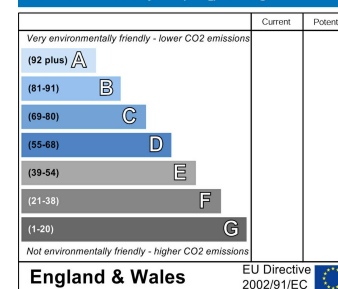 Current Potent
Very environmentally friendly - lower CO2 emissions
(92 plus) A
(81-91) B
(69-80) C
(55-68) D
(39-54) E
(21-38) F
(1-20) G
Not environmentally friendly - higher CO2 emissions
England & Wales
EU Directive
2002/91/EC